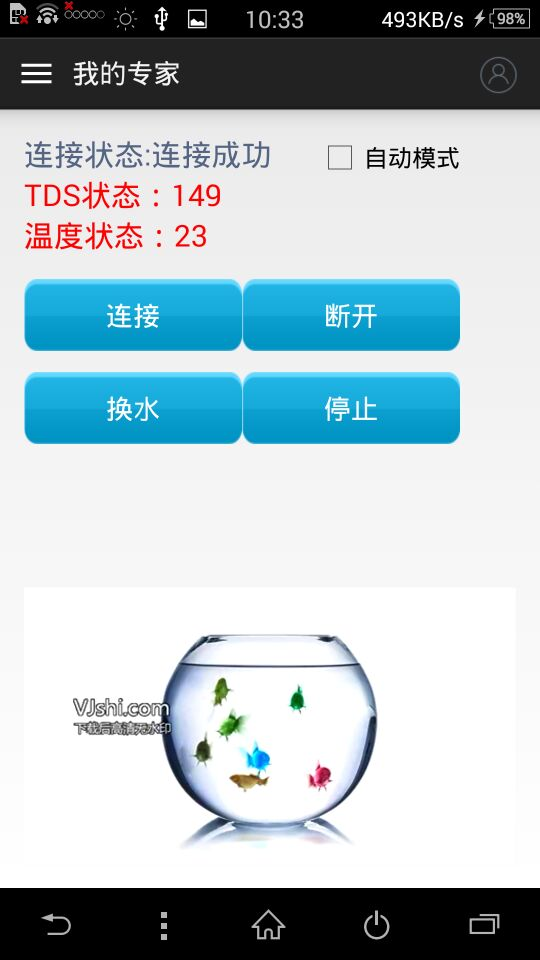 10:33
493KB/s
98%
我的专家
连接状态:连接成功
自动模式
TDS状态：149
温度状态：23
连接
断开
换水
停止
VJshi.com
下载后高清无水印